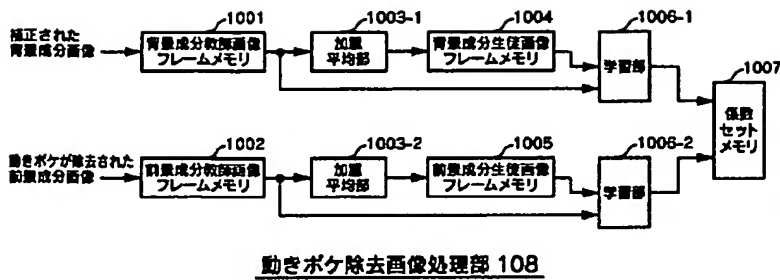 1001
1003-1
1004
1006-1
補正された
背景成分画像
背景成分教師画像
フレームメモリ
加重
平均部
背景成分生徒画像
フレームメモリ
学習部
1007
係数
セット
メモリ
1002
1003-2
1005
1006-2
動きボケが除去された
前景成分画像
前景成分教師画像
フレームメモリ
加重
平均部
前景成分生徒画像
フレームメモリ
学習部
動きボケ除去画像処理部 108